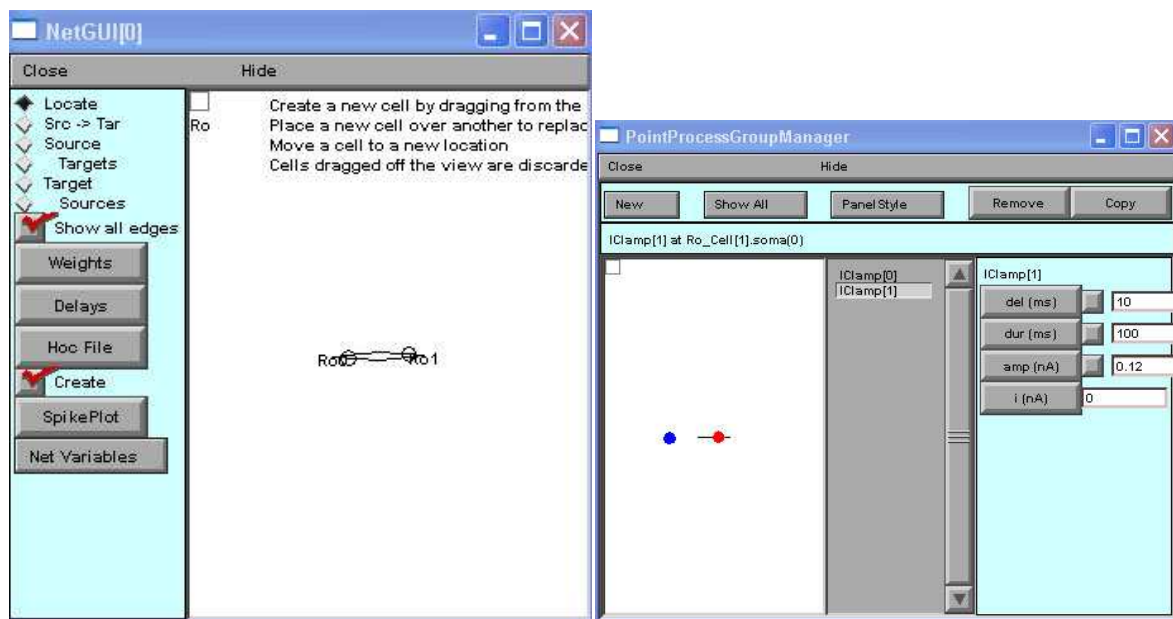 NetGUI[0]
Close Hide
Locate
Src -> Tar
Source
Targets
Target
Sources
Show all edges
Weights
Delays
Hoc File
Create
SpikePlot
Net Variables
Ro
Create a new cell by dragging from the
Place a new cell over another to replac
Move a cell to a new location
Cells dragged off the view are discarde
Ro0 Ro1
PointProcessGroupManager
Close Hide
New Show All PanelStyle Remove Copy
IClamp[1] at Ro_Cell[1].soma(0)
IClamp[0]
IClamp[1]
IClamp[1]
del (ms) 10
dur (ms) 100
amp (nA) 0.12
i (nA) 0